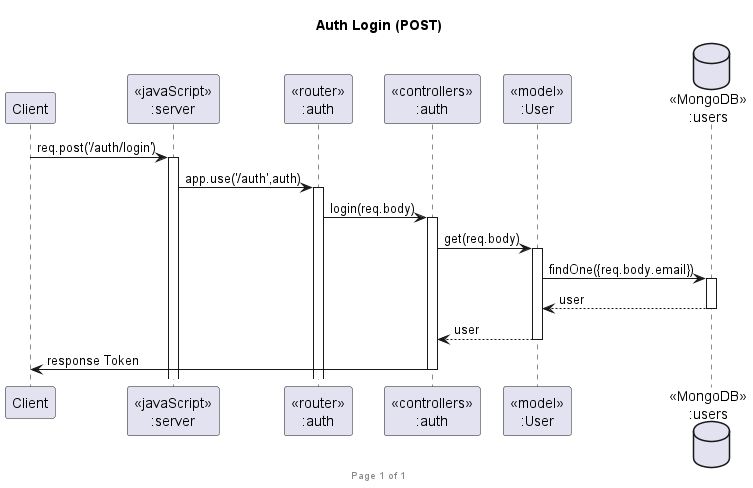 Auth Login (POST)
Client
«javaScript»
:server
«router»
:auth
«controllers»
:auth
«model»
:User
«MongoDB»
:users
req.post('/auth/login')
app.use('/auth',auth)
login(req.body)
get(req.body)
findOne({req.body.email})
user
user
response Token
Client
«javaScript»
:server
«router»
:auth
«controllers»
:auth
«model»
:User
«MongoDB»
:users
Page 1 of 1